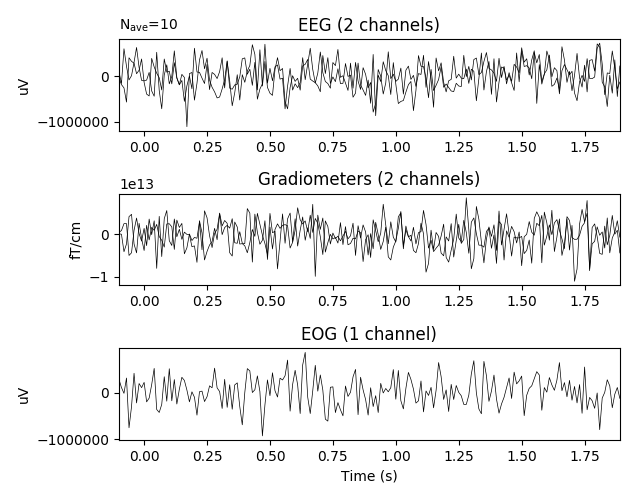 N_ave=10
EEG (2 channels)
0
−1000000
uV
0.00 0.25 0.50 0.75 1.00 1.25 1.50 1.75
1e13
Gradiometers (2 channels)
0
−1
fT/cm
0.00 0.25 0.50 0.75 1.00 1.25 1.50 1.75
EOG (1 channel)
0
−1000000
uV
0.00 0.25 0.50 0.75 1.00 1.25 1.50 1.75
Time (s)